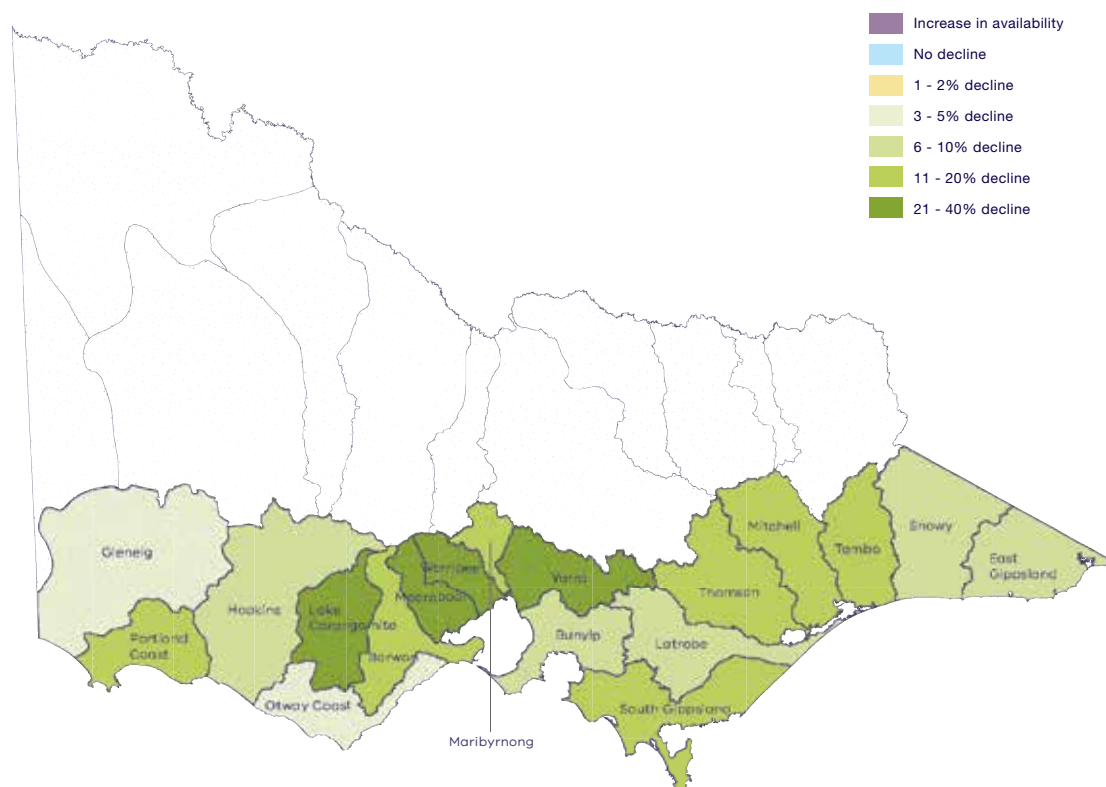 Increase in availability
No decline
1 - 2% decline
3 - 5% decline
6 - 10% decline
11 - 20% decline
21 - 40% decline
Glenelg
Hopkins
Portland
Coast
Lake
Corangamite
Otway Coast
Barwon
Moorabool
Werribee
Maribyrnong
Yarra
Bunyip
Latrobe
South Gippsland
Thomson
Mitchell
Tambo
Snowy
East
Gippsland